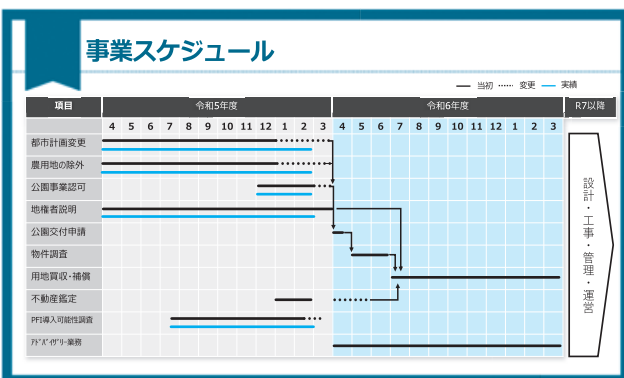 事業スケジュール
当初 変更 実績
項目 令和5年度 令和6年度 R7以降
4 5 6 7 8 9 10 11 12 1 2 3 4 5 6 7 8 9 10 11 12 1 2 3
都市計画変更
農用地の除外
公園事業認可
地権者説明
公園交付申請
物件調査
用地買収・補償
不動産鑑定
PFI導入可能性調査
ｱﾄﾞﾊﾞｲｻﾞﾘｰ業務
設計・工事・管理・運営